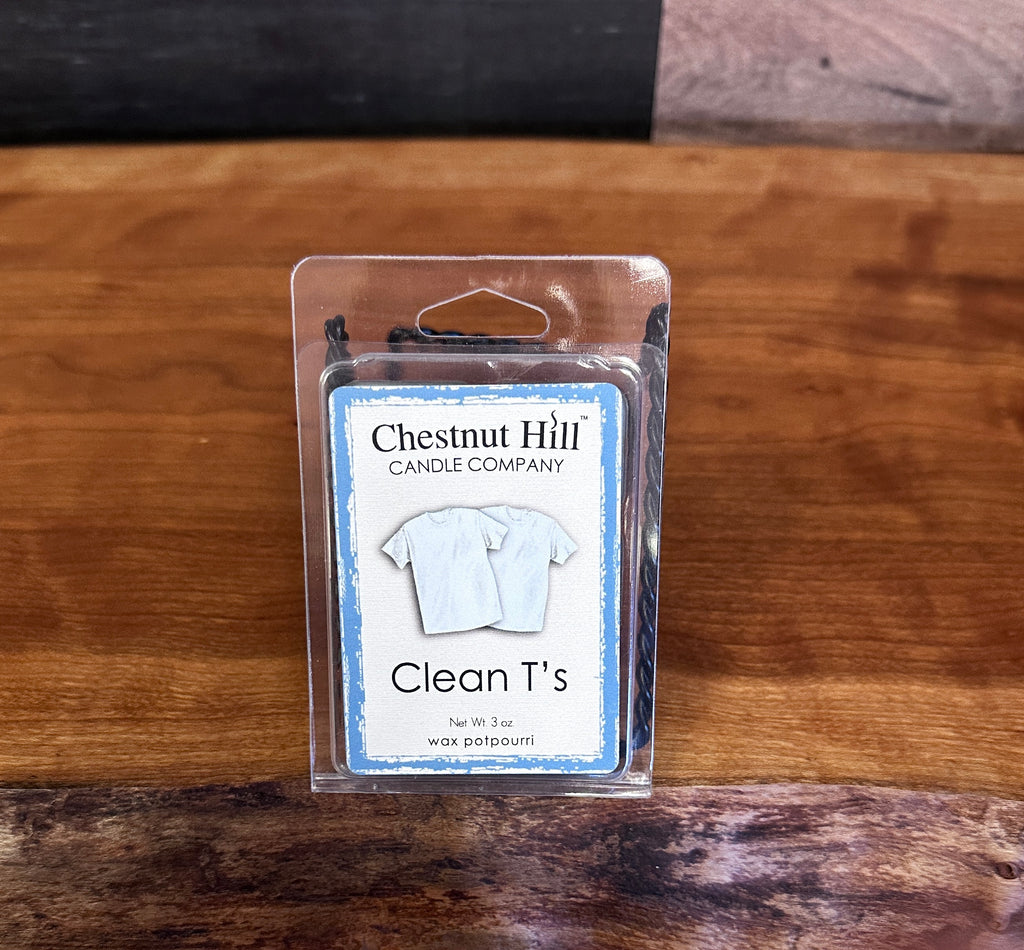 Chestnut Hill™
CANDLE COMPANY
Clean T's
Net Wt. 3 oz.
wax potpourri